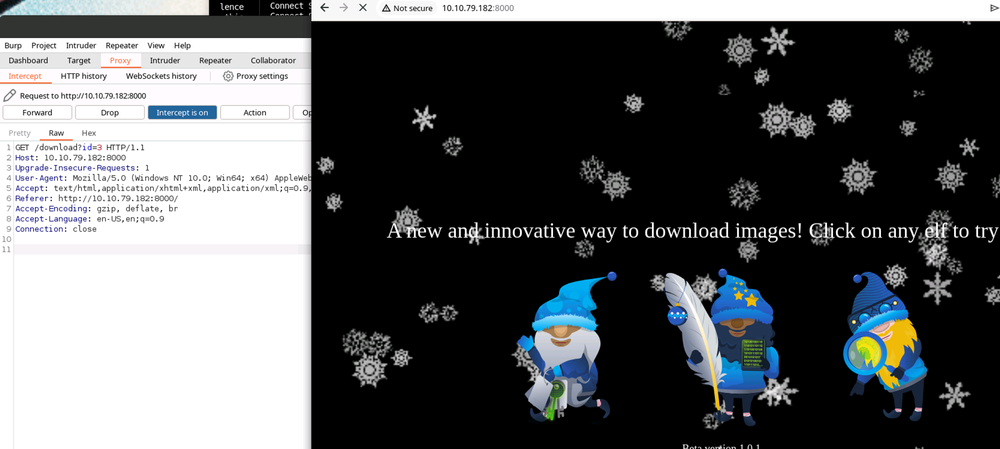 lence
Connect S
Burp Project Intruder Repeater View Help
Dashboard Target Proxy Intruder Repeater Collaborator
Intercept HTTP history WebSockets history Proxy settings
Request to http://10.10.79.182:8000
Forward Drop Intercept is on Action Op
Pretty Raw Hex
1 GET /download?id=3 HTTP/1.1
2 Host: 10.10.79.182:8000
3 Upgrade-Insecure-Requests: 1
4 User-Agent: Mozilla/5.0 (Windows NT 10.0; Win64; x64) AppleWeb
5 Accept: text/html,application/xhtml+xml,application/xml;q=0.9,
6 Referer: http://10.10.79.182:8000/
7 Accept-Encoding: gzip, deflate, br
8 Accept-Language: en-US,en;q=0.9
9 Connection: close
10
11
Not secure 10.10.79.182:8000
A new and innovative way to download images! Click on any elf to try
Beta version 1.0.1